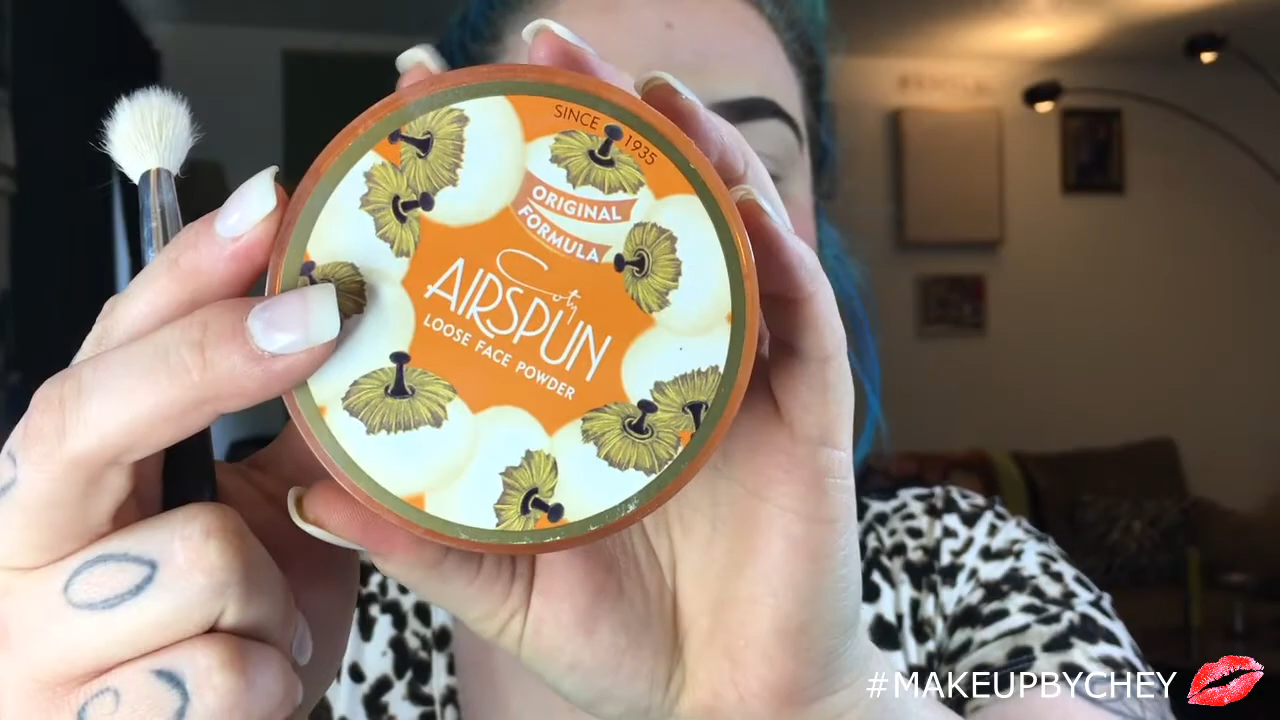 SINCE 1935
ORIGINAL
FORMULA
Coty
AIRSPUN
LOOSE FACE POWDER
#MAKEUPBYCHEY